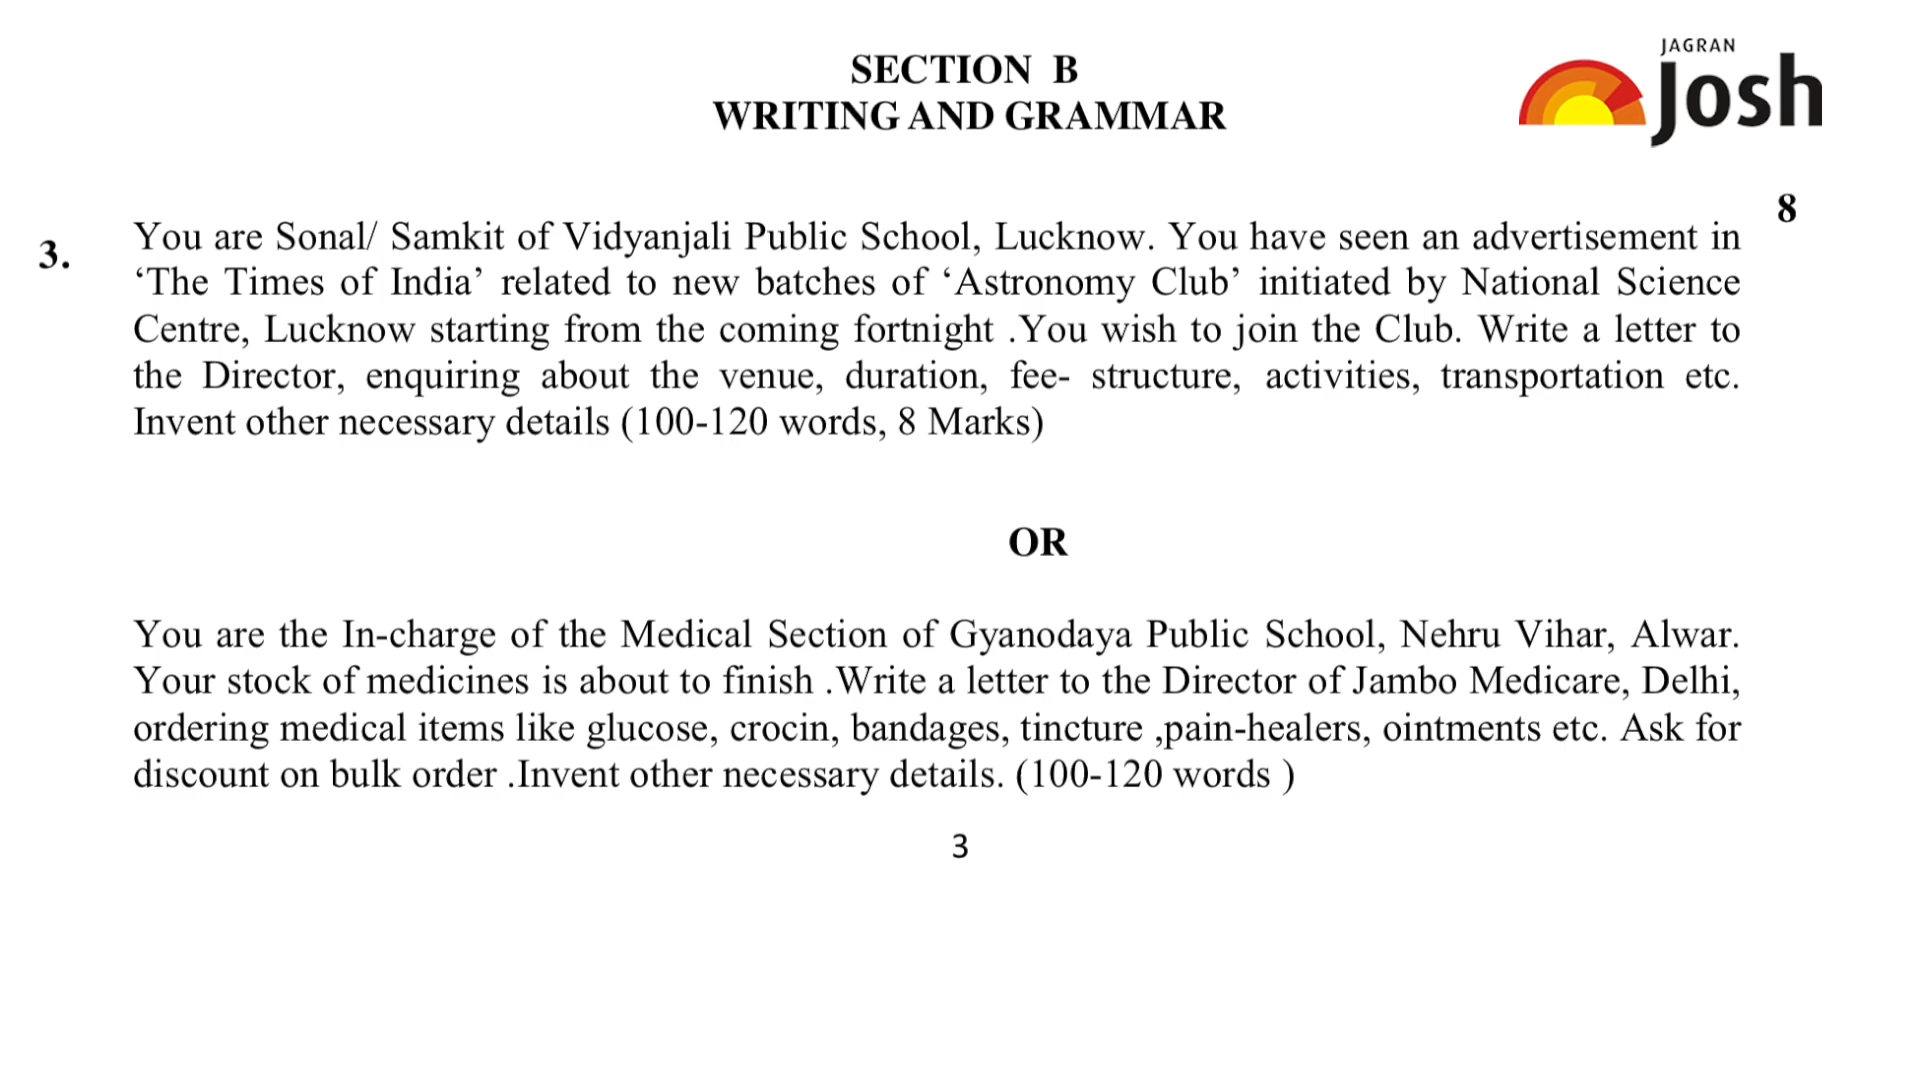 JAGRAN
Josh
SECTION B
WRITING AND GRAMMAR
8
3.
You are Sonal/ Samkit of Vidyanjali Public School, Lucknow. You have seen an advertisement in
‘The Times of India’ related to new batches of ‘Astronomy Club’ initiated by National Science
Centre, Lucknow starting from the coming fortnight .You wish to join the Club. Write a letter to
the Director, enquiring about the venue, duration, fee- structure, activities, transportation etc.
Invent other necessary details (100-120 words, 8 Marks)
OR
You are the In-charge of the Medical Section of Gyanodaya Public School, Nehru Vihar, Alwar.
Your stock of medicines is about to finish .Write a letter to the Director of Jambo Medicare, Delhi,
ordering medical items like glucose, crocin, bandages, tincture ,pain-healers, ointments etc. Ask for
discount on bulk order .Invent other necessary details. (100-120 words )
3